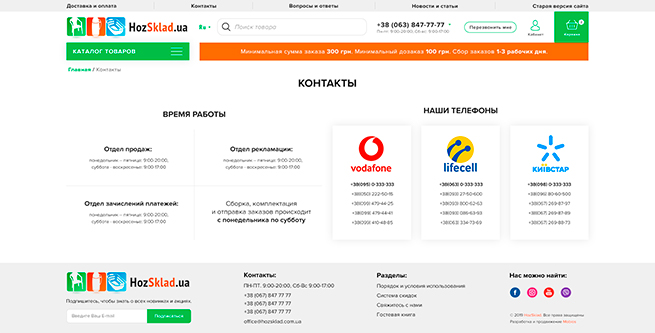 Доставка и оплата
Контакты
Вопросы и ответы
Новости и статьи
Старая версия сайта
HozSklad.ua
Ru
Поиск товара
+38 (063) 847-77-77
Пн-пт: 9:00-20:00, Сб-вс: 9:00-17:00
Перезвонить мне
Кабинет
Корзина
КАТАЛОГ ТОВАРОВ
Минимальная сумма заказа 300 грн. Минимальный дозаказ 100 грн. Сбор заказов 1-3 рабочих дня.
Главная / Контакты
КОНТАКТЫ
ВРЕМЯ РАБОТЫ
Отдел продаж:
понедельник – пятница: 9:00-20:00,
суббота - воскресенье: 9:00-17:00
Отдел рекламации:
понедельник – пятница: 9:00-20:00,
суббота - воскресенье: 9:00-17:00
Отдел зачислений платежей:
понедельник – пятница: 9:00-20:00,
суббота - воскресенье: 9:00-17:00
Сборка, комплектация
и отправка заказов происходит
с понедельника по субботу
НАШИ ТЕЛЕФОНЫ
vodafone
+38(095) 0-333-333
+38(050) 222-50-15
+38(050) 470-44-25
+38(099) 479-44-41
+38(050) 410-48-85
lifecell
+38(063) 0-333-333
+38(093) 27-50-600
+38(093) 800-62-63
+38(093) 086-63-93
+38(063) 334-73-69
КИЇВСТАР
+38(098) 0-333-333
+38(096) 80-80-900
+38(067) 269-87-97
+38(067) 269-87-89
+38(067) 269-88-73
HozSklad.ua
Подпишитесь, чтобы знать о всех новинках и акциях.
Введите Ваш E-mail
Подписаться
Контакты:
ПН-ПТ: 9:00-20:00, Сб-Вс 9:00-17:00
+38 (067) 847 77 77
+38 (067) 847 77 77
+38 (067) 847 77 77
office@hozsklad.com.ua
Разделы:
Порядок и условия использования
Система скидок
Свяжитесь с нами
Гостевая книга
Нас можно найти:
© 2019 HozSklad. Все права защищены.
Разработка и продвижение